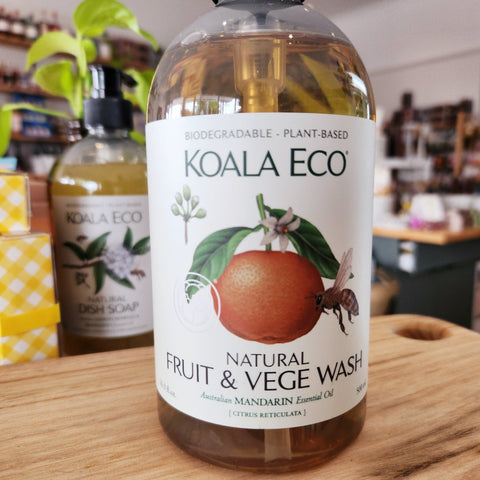 BIODEGRADABLE - PLANT-BASED
KOALA ECO®
NATURAL
FRUIT & VEGE WASH
Australian MANDARIN Essential Oil
[ CITRUS RETICULATA ]
KOALA ECO
NATURAL
DISH SOAP